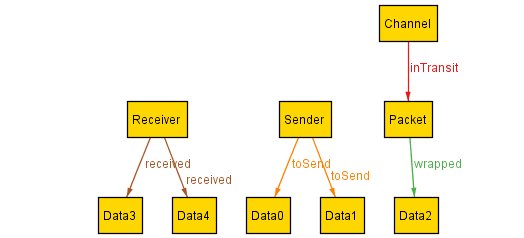 Channel
inTransit
Receiver
Sender
Packet
received
received
toSend
toSend
wrapped
Data3
Data4
Data0
Data1
Data2